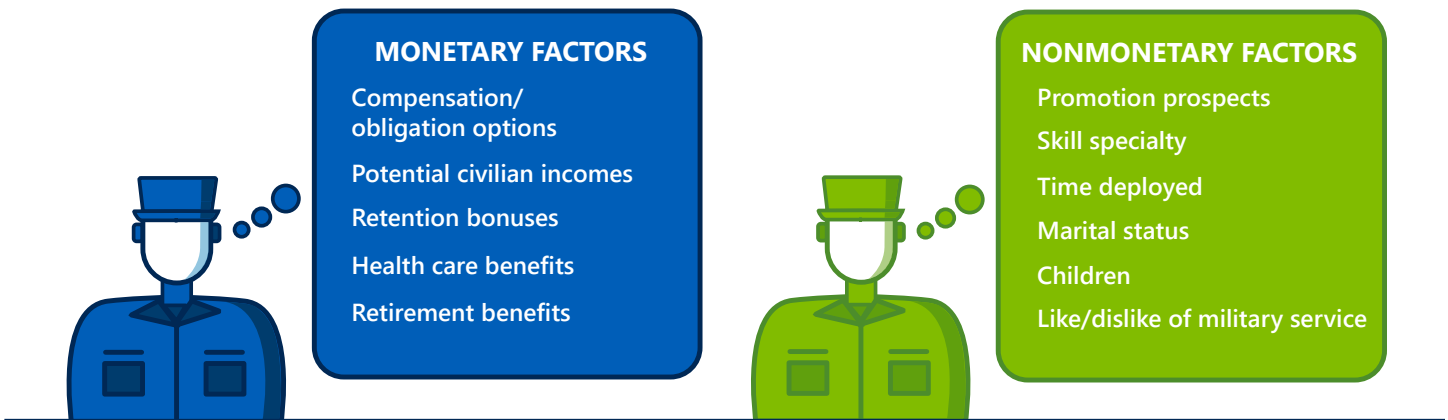 MONETARY FACTORS
Compensation/
obligation options
Potential civilian incomes
Retention bonuses
Health care benefits
Retirement benefits
NONMONETARY FACTORS
Promotion prospects
Skill specialty
Time deployed
Marital status
Children
Like/dislike of military service